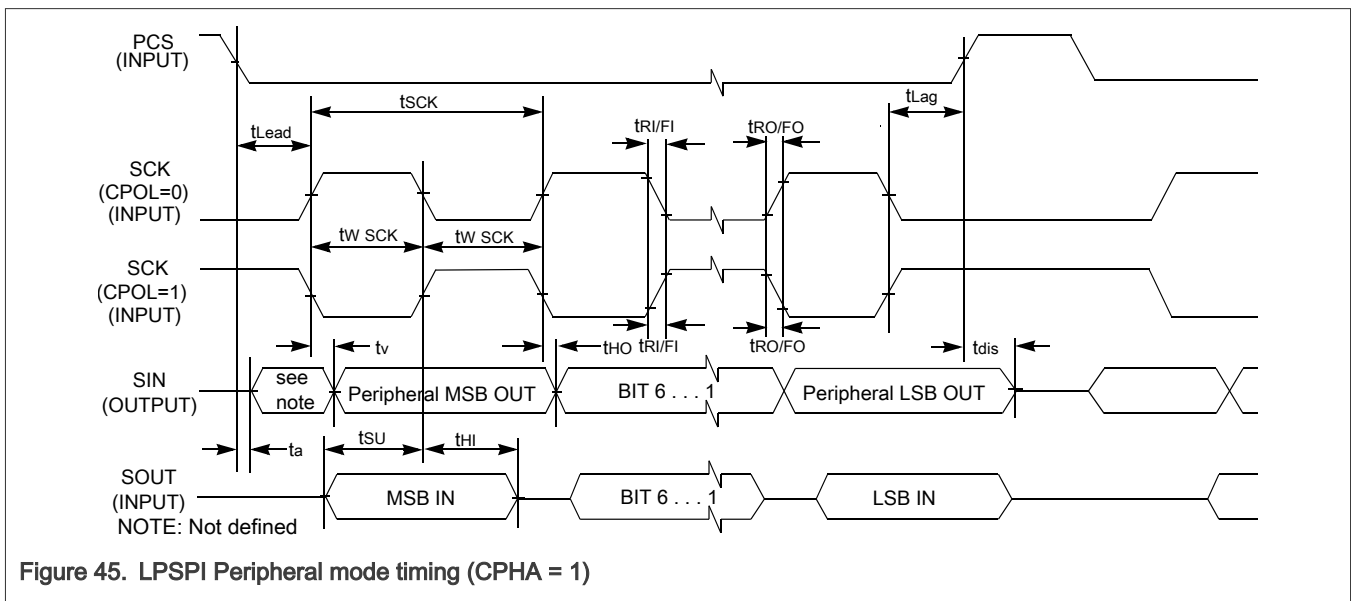 PCS
(INPUT)
tSCK
tLag
tLead
tRI/FI
tRO/FO
SCK
(CPOL=0)
(INPUT)
tW SCK
tW SCK
SCK
(CPOL=1)
(INPUT)
tv
tHO
tRI/FI
tRO/FO
tdis
SIN
(OUTPUT)
see
note
Peripheral MSB OUT
BIT 6 . . . 1
Peripheral LSB OUT
ta
tSU
tHI
SOUT
(INPUT)
MSB IN
BIT 6 . . . 1
LSB IN
NOTE: Not defined
Figure 45. LPSPI Peripheral mode timing (CPHA = 1)